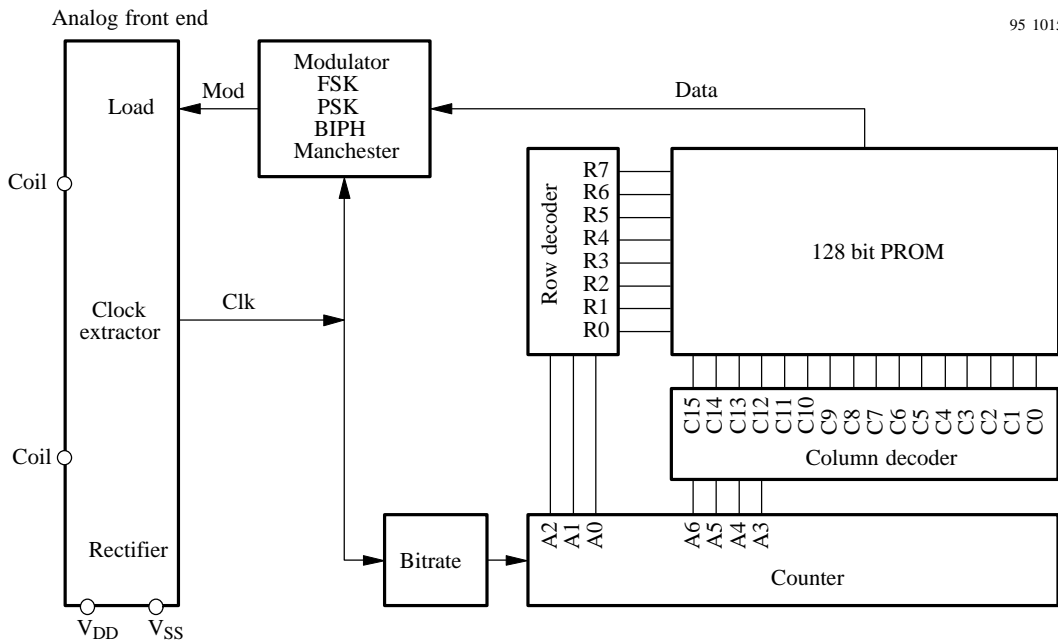 Analog front end
95 1015
Load
Mod
Modulator
FSK
PSK
BIPH
Manchester
Data
Coil
Clock
extractor
Clk
Coil
Rectifier
VDD
VSS
Row decoder
R7
R6
R5
R4
R3
R2
R1
R0
128 bit PROM
C15
C14
C13
C12
C11
C10
C9
C8
C7
C6
C5
C4
C3
C2
C1
C0
Column decoder
Bitrate
A2
A1
A0
A6
A5
A4
A3
Counter